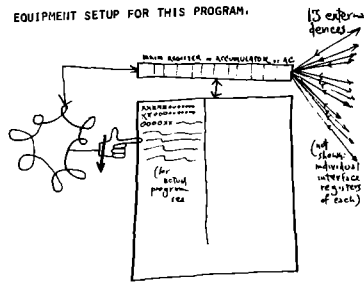 EQUIPMENT SETUP FOR THIS PROGRAM.
13 external
devices
MAIN REGISTER = ACCUMULATOR = AC
XXXXXXXXXXXX
(for
actual
program
see
(not
shown:
individual
interface
registers
of each)